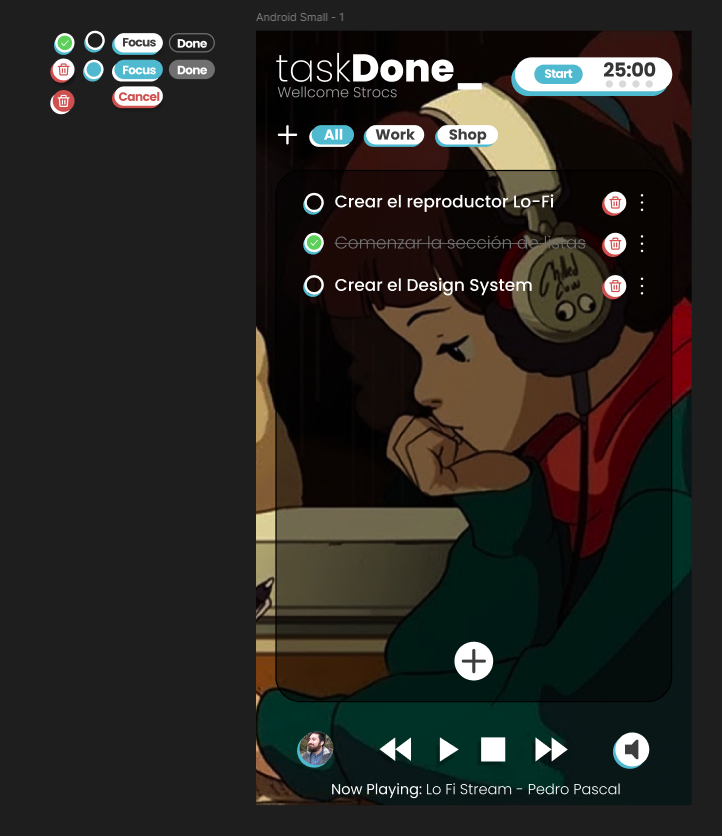 Android Small - 1
Focus
Done
Focus
Done
Cancel
taskDone_
Wellcome Strocs
Start
25:00
All
Work
Shop
Crear el reproductor Lo-Fi
Comenzar la sección de listas
Crear el Design System
Chilled Cow
Now Playing: Lo Fi Stream - Pedro Pascal